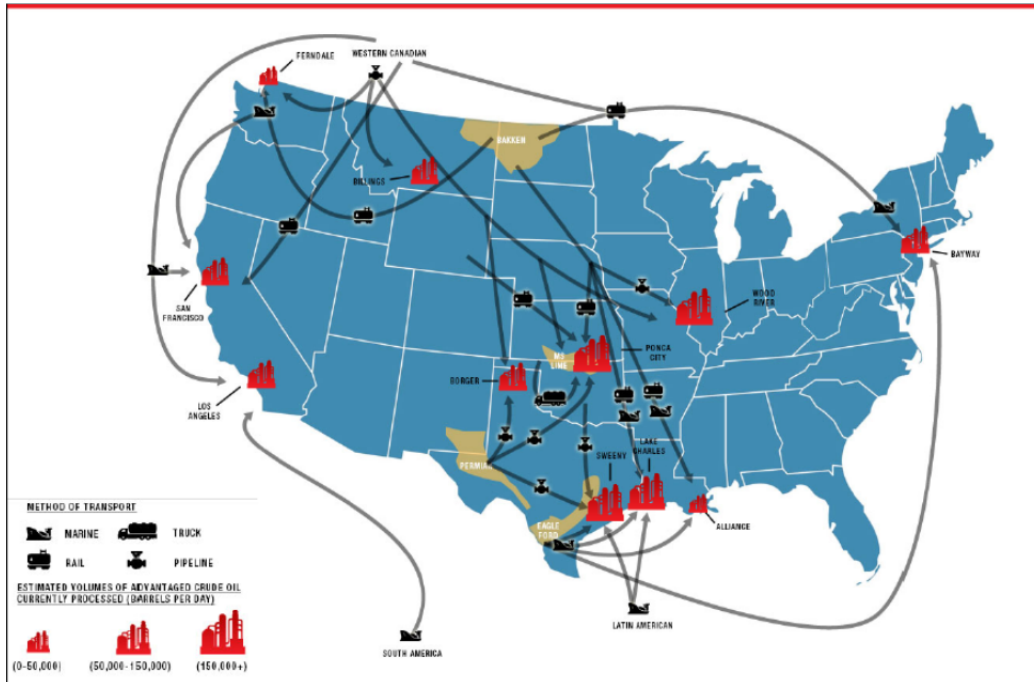 FERNDALE
WESTERN CANADIAN
BAKKEN
BILLINGS
BAYWAY
SAN
FRANCISCO
WOOD
RIVER
PONCA
CITY
MS
LIME
BORGER
LOS
ANGELES
PERMIAN
SWEENY
LAKE
CHARLES
ALLIANCE
EAGLE
FORD
LATIN AMERICAN
SOUTH AMERICA
METHOD OF TRANSPORT
MARINE
TRUCK
RAIL
PIPELINE
ESTIMATED VOLUMES OF ADVANTAGED CRUDE OIL
CURRENTLY PROCESSED (BARRELS PER DAY)
(0-50,000)
(50,000-150,000)
(150,000+)